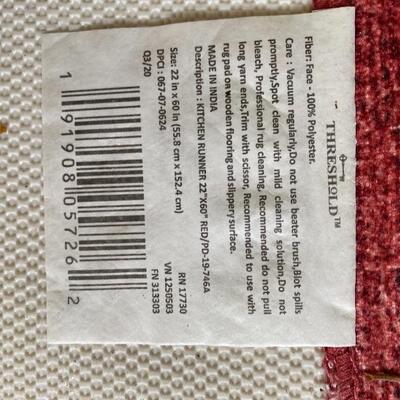 THRESHOLD™
Fiber: Face - 100% Polyester.
Care : Vacuum regularly,Do not use beater brush,Blot spills
promptly,Spot clean with mild cleaning solution,Do not
bleach, Professional rug cleaning, Recommended do not pull
long yarn ends,Trim with scissor, Recommended to use with
rug pad on wooden flooring and slippery surface.
MADE IN INDIA
Description : KITCHEN RUNNER 22"X60" RED/PD-19-746A
Size: 22 in x 60 in (55.8 cm x 152.4 cm)
DPCI : 067-07-0624
Q3/20
RN 17730
VN 1250503
FN 313303
1 91908 05726 2